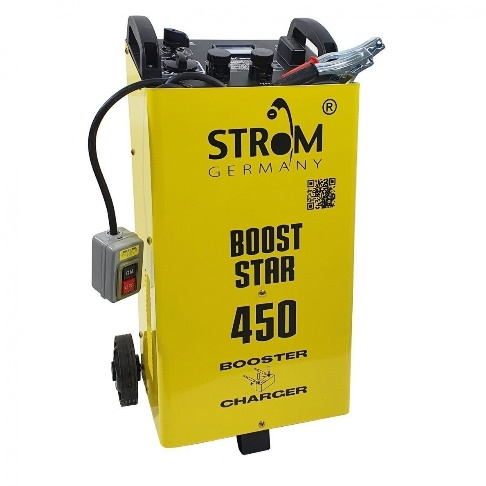 STROM
®
GERMANY
BOOST
STAR
450
BOOSTER
CHARGER